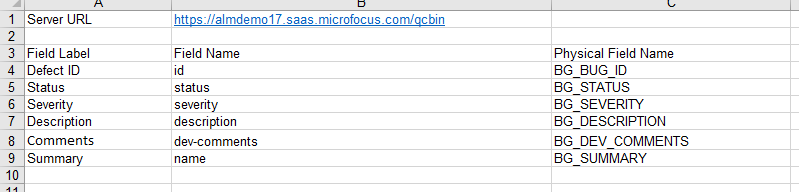 A B C
1 Server URL https://almdemo17.saas.microfocus.com/qcbin
2
3 Field Label Field Name Physical Field Name
4 Defect ID id BG_BUG_ID
5 Status status BG_STATUS
6 Severity severity BG_SEVERITY
7 Description description BG_DESCRIPTION
8 Comments dev-comments BG_DEV_COMMENTS
9 Summary name BG_SUMMARY
10
11